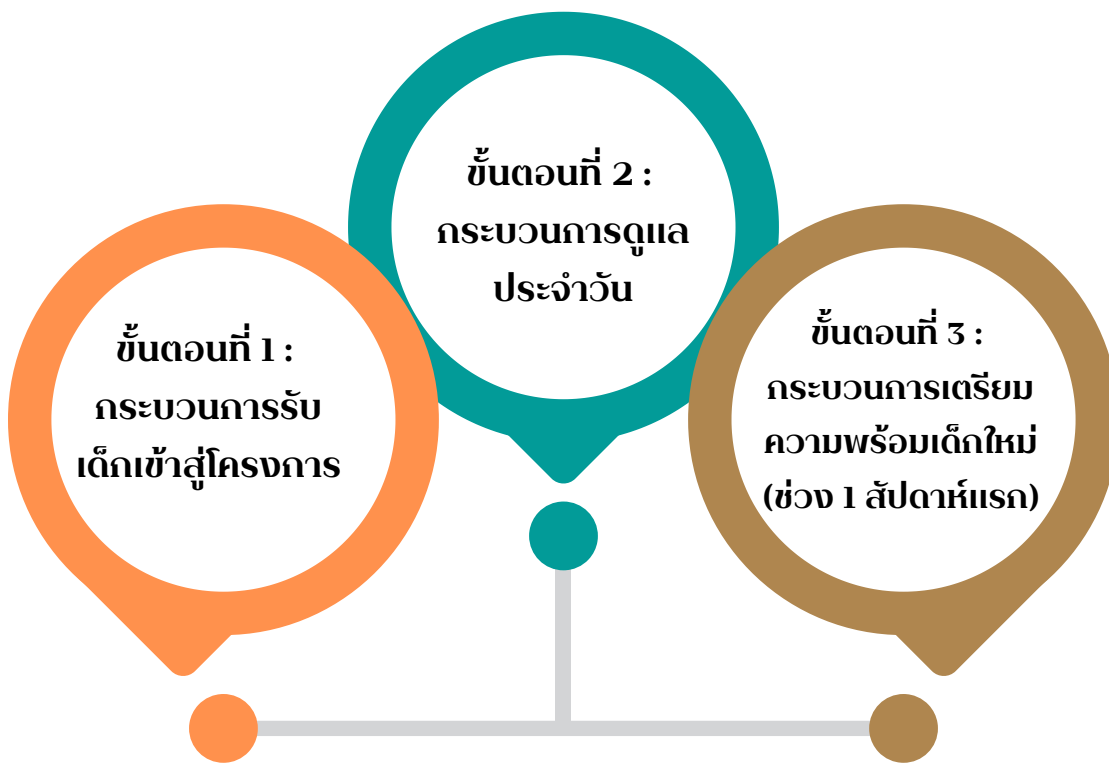 ขั้นตอนที่ 1 :
กระบวนการรับ
เด็กเข้าสู่โครงการ
ขั้นตอนที่ 2 :
กระบวนการดูแล
ประจำวัน
ขั้นตอนที่ 3 :
กระบวนการเตรียม
ความพร้อมเด็กใหม่
(ช่วง 1 สัปดาห์แรก)